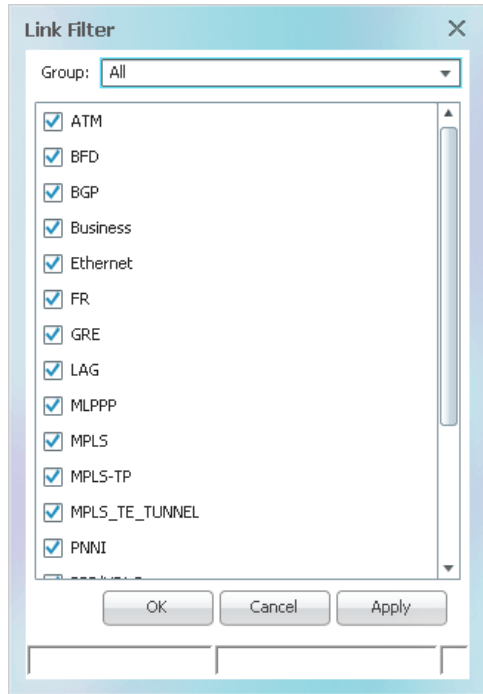 Link Filter
Group: All
ATM
BFD
BGP
Business
Ethernet
FR
GRE
LAG
MLPPP
MPLS
MPLS-TP
MPLS_TE_TUNNEL
PNNI
OK Cancel Apply